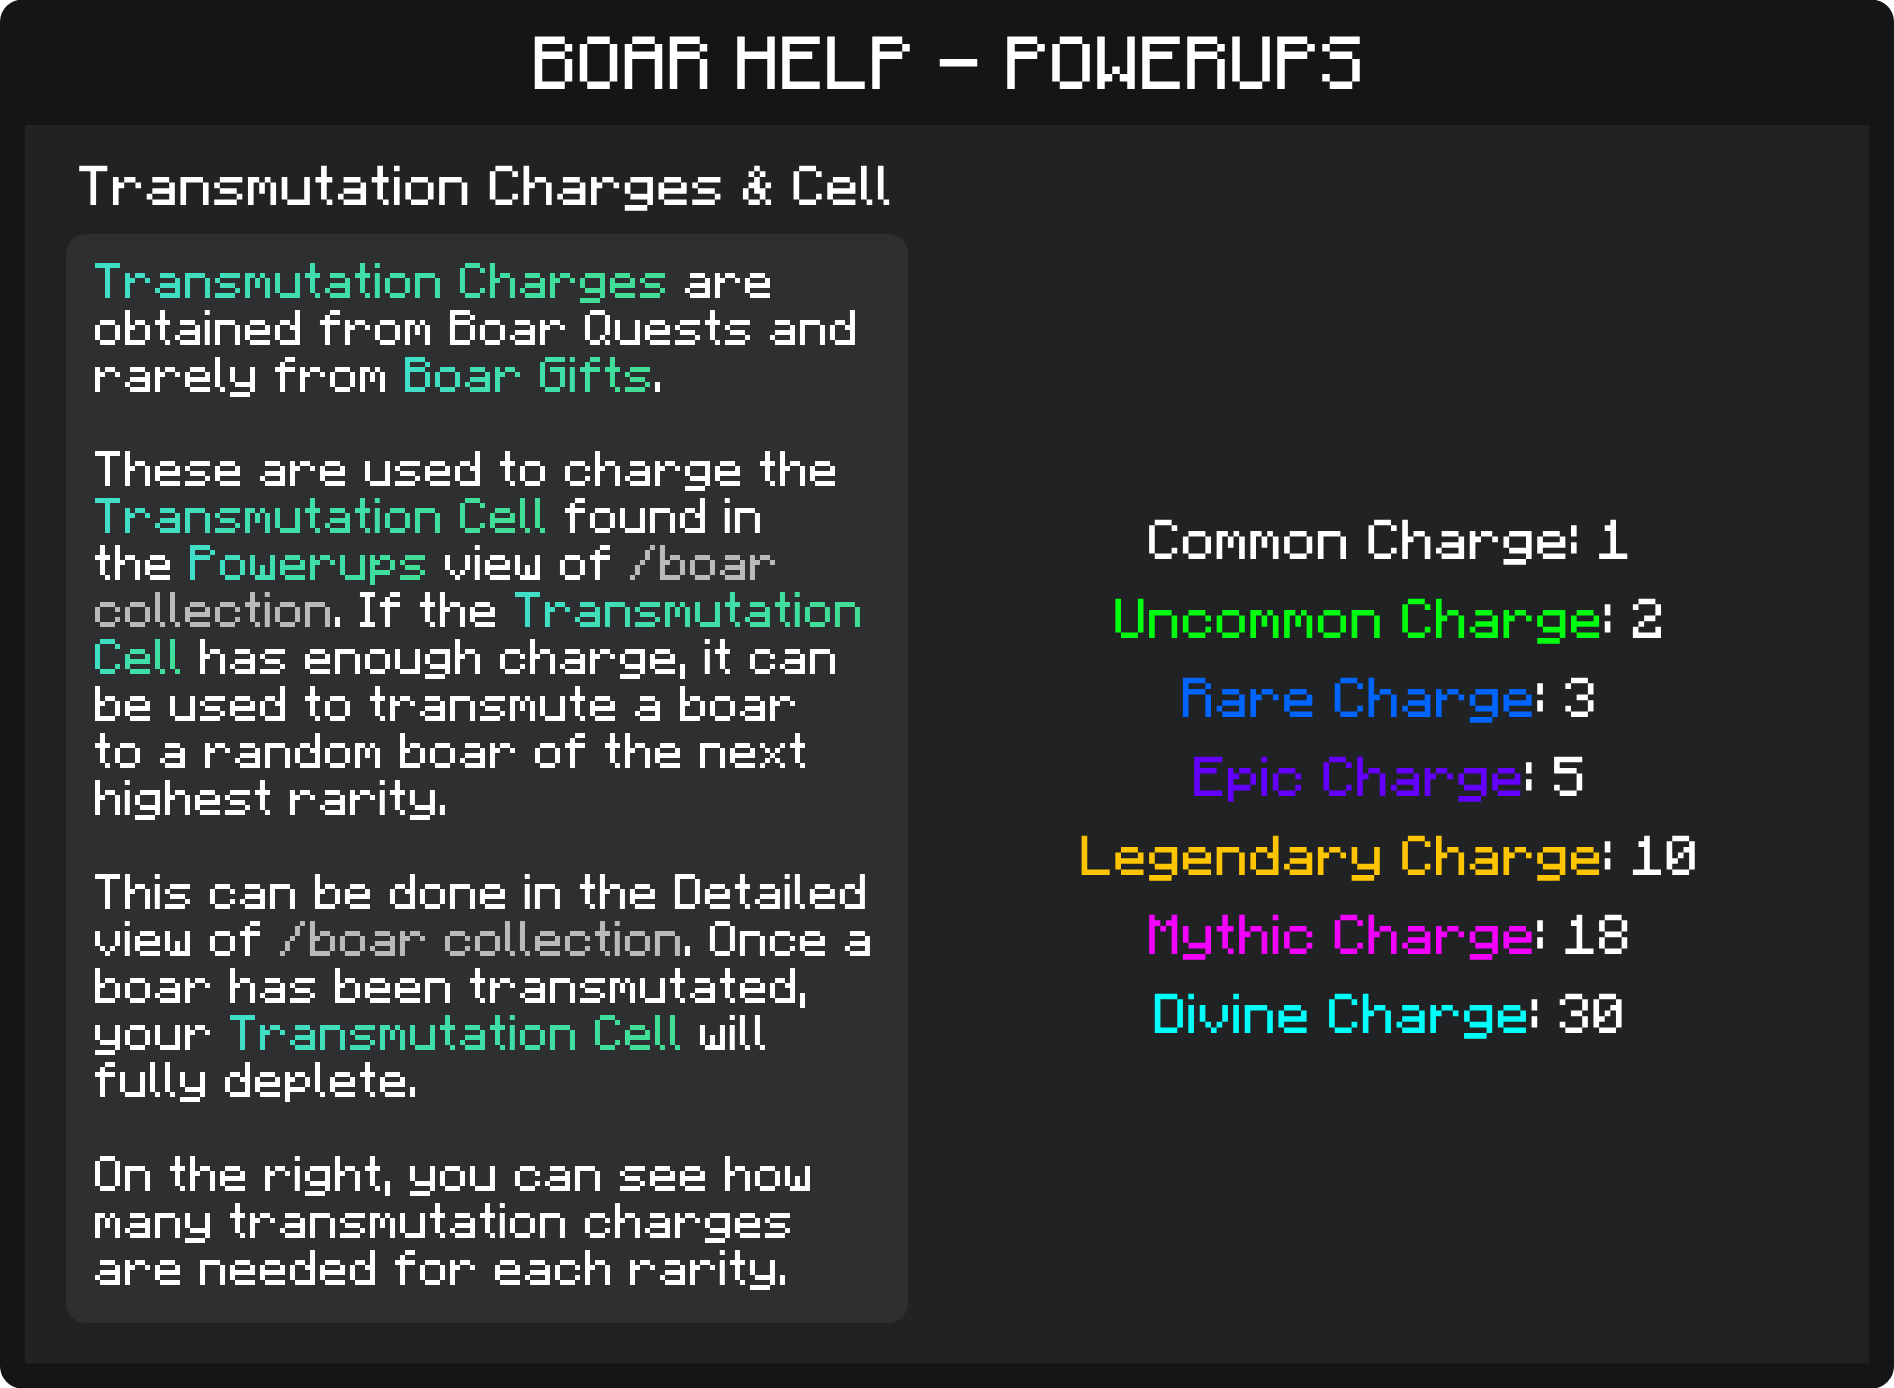 BOAR HELP - POWERUPS
Transmutation Charges & Cell
Transmutation Charges are
obtained from Boar Quests and
rarely from Boar Gifts.
These are used to charge the
Transmutation Cell found in
the Powerups view of /boar
collection. If the Transmutation
Cell has enough charge, it can
be used to transmute a boar
to a random boar of the next
highest rarity.
This can be done in the Detailed
view of /boar collection. Once a
boar has been transmutated,
your Transmutation Cell will
fully deplete.
On the right, you can see how
many transmutation charges
are needed for each rarity.
Common Charge: 1
Uncommon Charge: 2
Rare Charge: 3
Epic Charge: 5
Legendary Charge: 10
Mythic Charge: 18
Divine Charge: 30